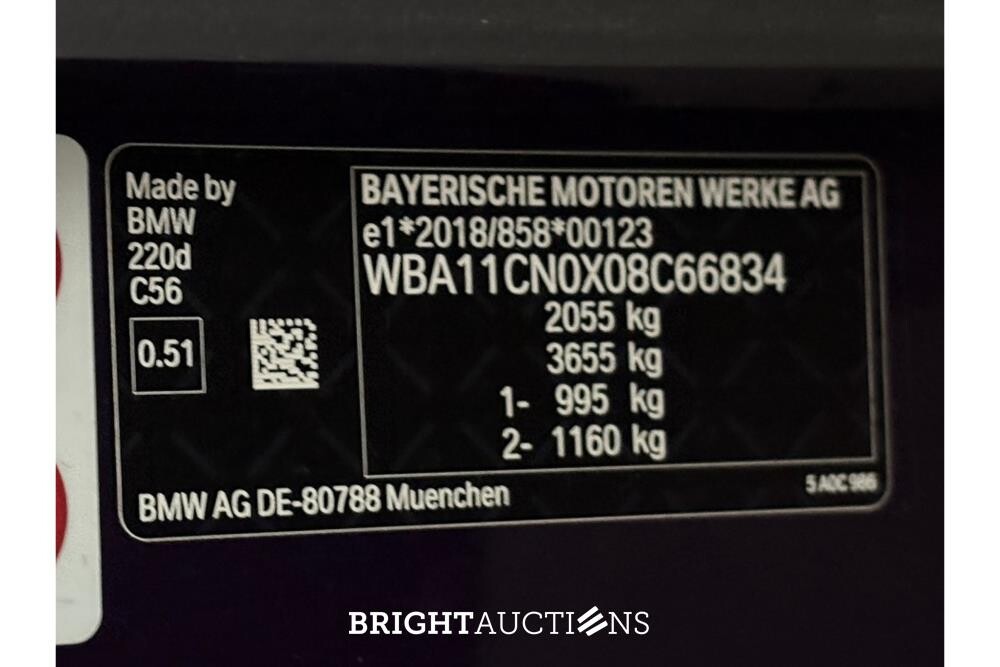 Made by
BMW
220d
C56
0.51
BAYERISCHE MOTOREN WERKE AG
e1*2018/858*00123
WBA11CN0X08C66834
2055 kg
3655 kg
1- 995 kg
2- 1160 kg
BMW AG DE-80788 Muenchen
5 A0C 986
BRIGHTAUCTIONS